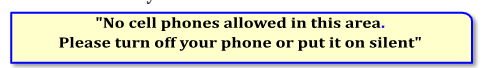 "No cell phones allowed in this area.
Please turn off your phone or put it on silent"